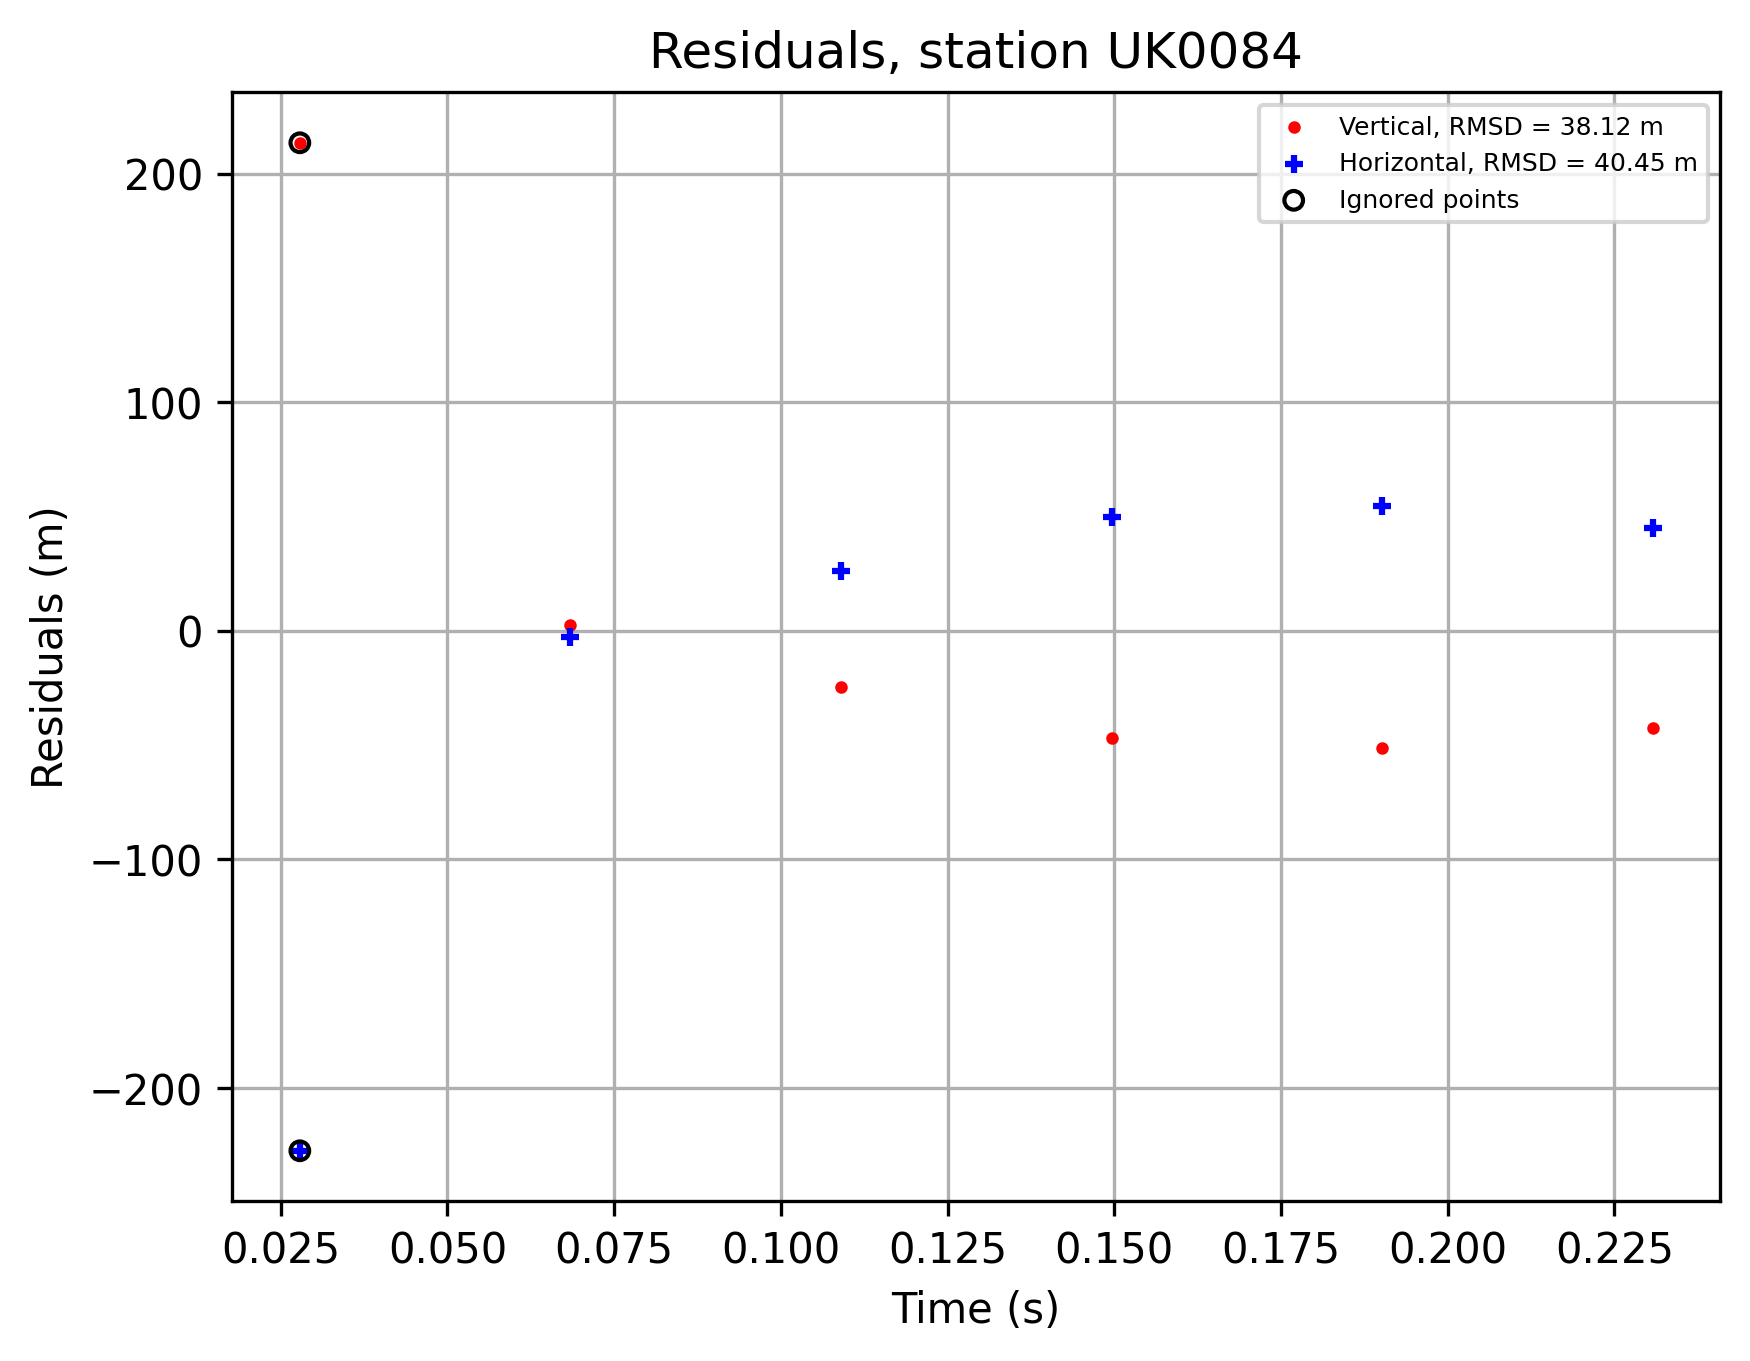 Residuals, station UK0084
Vertical, RMSD = 38.12 m
Horizontal, RMSD = 40.45 m
Ignored points
200
100
0
−100
−200
Residuals (m)
0.025 0.050 0.075 0.100 0.125 0.150 0.175 0.200 0.225
Time (s)